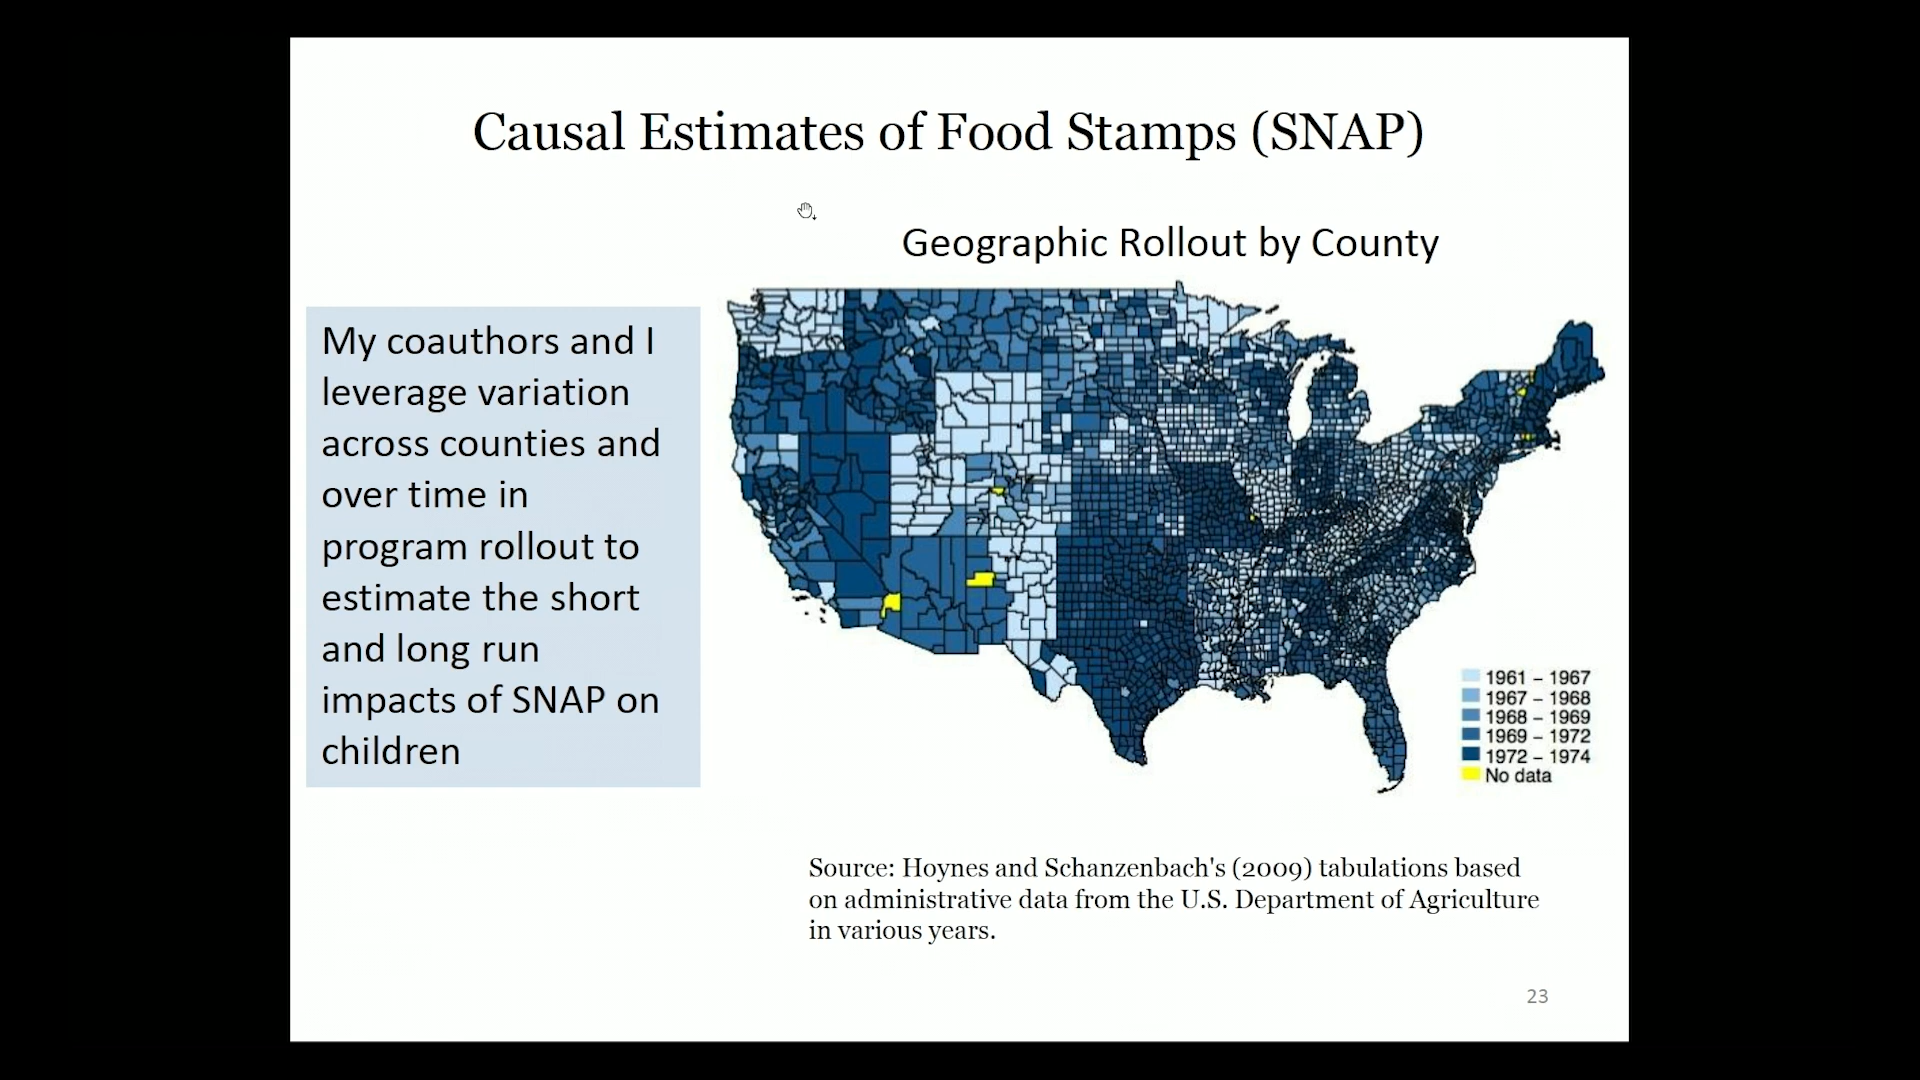 Causal Estimates of Food Stamps (SNAP)
Geographic Rollout by County
My coauthors and I
leverage variation
across counties and
over time in
program rollout to
estimate the short
and long run
impacts of SNAP on
children
1961 – 1967
1967 – 1968
1968 – 1969
1969 – 1972
1972 – 1974
No data
Source: Hoynes and Schanzenbach's (2009) tabulations based
on administrative data from the U.S. Department of Agriculture
in various years.
23